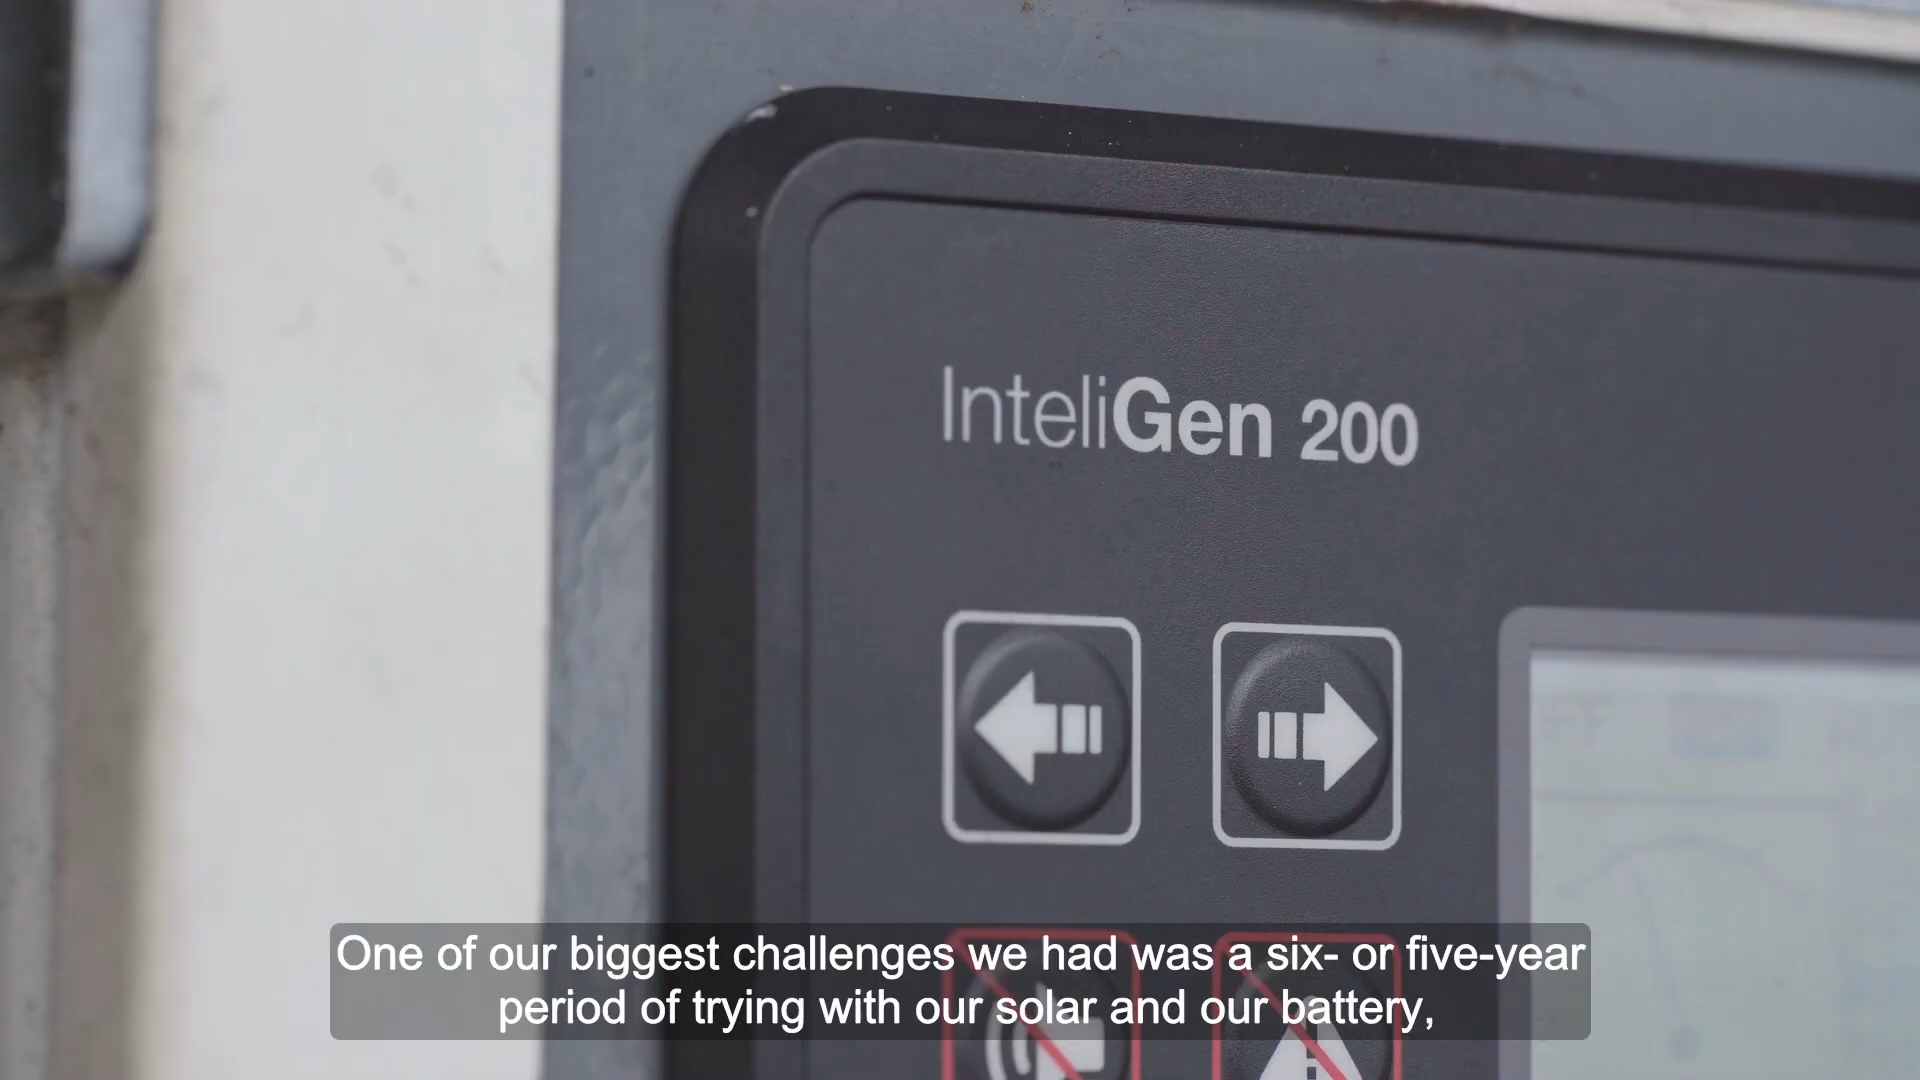 InteliGen 200
One of our biggest challenges we had was a six- or five-year
period of trying with our solar and our battery,